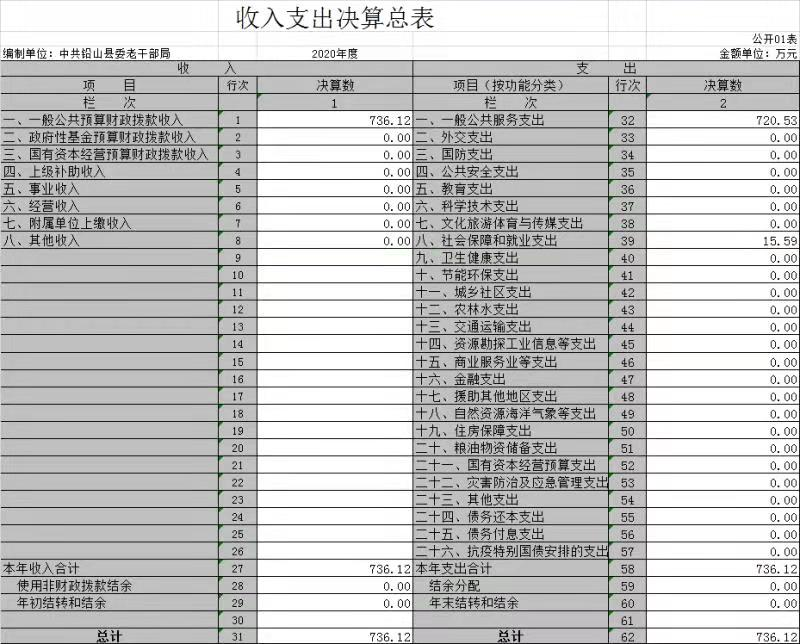 收入支出决算总表
公开01表
编制单位：中共铅山县委老干部局 2020年度 金额单位：万元
收 入 支 出
项 目 行次 决算数 项目（按功能分类） 行次 决算数
栏 次 1 栏 次 2
一、一般公共预算财政拨款收入 1 736.12 一、一般公共服务支出 32 720.53
二、政府性基金预算财政拨款收入 2 0.00 二、外交支出 33 0.00
三、国有资本经营预算财政拨款收入 3 0.00 三、国防支出 34 0.00
四、上级补助收入 4 0.00 四、公共安全支出 35 0.00
五、事业收入 5 0.00 五、教育支出 36 0.00
六、经营收入 6 0.00 六、科学技术支出 37 0.00
七、附属单位上缴收入 7 0.00 七、文化旅游体育与传媒支出 38 0.00
八、其他收入 8 0.00 八、社会保障和就业支出 39 15.59
9 九、卫生健康支出 40 0.00
10 十、节能环保支出 41 0.00
11 十一、城乡社区支出 42 0.00
12 十二、农林水支出 43 0.00
13 十三、交通运输支出 44 0.00
14 十四、资源勘探工业信息等支出 45 0.00
15 十五、商业服务业等支出 46 0.00
16 十六、金融支出 47 0.00
17 十七、援助其他地区支出 48 0.00
18 十八、自然资源海洋气象等支出 49 0.00
19 十九、住房保障支出 50 0.00
20 二十、粮油物资储备支出 51 0.00
21 二十一、国有资本经营预算支出 52 0.00
22 二十二、灾害防治及应急管理支出 53 0.00
23 二十三、其他支出 54 0.00
24 二十四、债务还本支出 55 0.00
25 二十五、债务付息支出 56 0.00
26 二十六、抗疫特别国债安排的支出 57 0.00
本年收入合计 27 736.12 本年支出合计 58 736.12
使用非财政拨款结余 28 0.00 结余分配 59 0.00
年初结转和结余 29 0.00 年末结转和结余 60 0.00
30 61
总计 31 736.12 总计 62 736.12